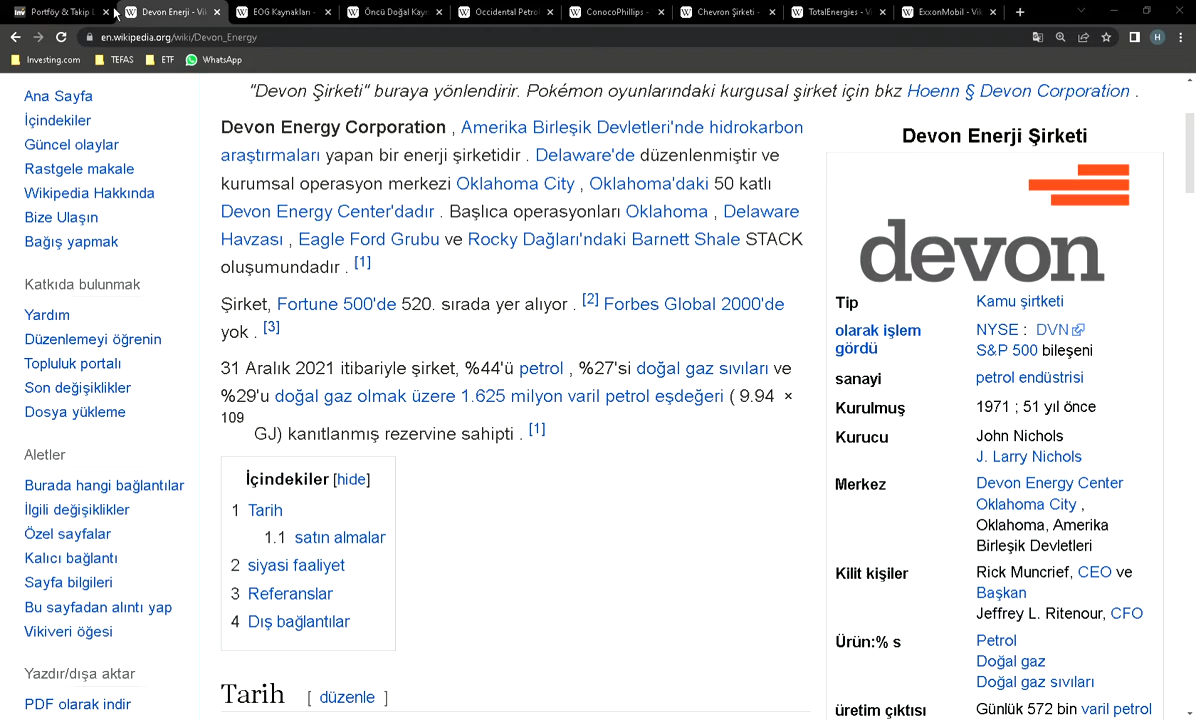 Portföy & Takip L
Devon Enerji - Vik
EOG Kaynakları -
Öncü Doğal Kay
Occidental Petrol
ConocoPhillips -
Chevron Şirketi -
TotalEnergies - Vi
ExxonMobil - Vik
en.wikipedia.org/wiki/Devon_Energy
H
Investing.com
TEFAS
ETF
WhatsApp
"Devon Şirketi" buraya yönlendirir. Pokémon oyunlarındaki kurgusal şirket için bkz Hoenn § Devon Corporation .
Ana Sayfa
İçindekiler
Güncel olaylar
Rastgele makale
Wikipedia Hakkında
Bize Ulaşın
Bağış yapmak
Katkıda bulunmak
Yardım
Düzenlemeyi öğrenin
Topluluk portalı
Son değişiklikler
Dosya yükleme
Aletler
Burada hangi bağlantılar
İlgili değişiklikler
Özel sayfalar
Kalıcı bağlantı
Sayfa bilgileri
Bu sayfadan alıntı yap
Vikiveri öğesi
Yazdır/dışa aktar
PDF olarak indir
Devon Energy Corporation , Amerika Birleşik Devletleri'nde hidrokarbon
araştırmaları yapan bir enerji şirketidir . Delaware'de düzenlenmiştir ve
kurumsal operasyon merkezi Oklahoma City , Oklahoma'daki 50 katlı
Devon Energy Center'dadır . Başlıca operasyonları Oklahoma , Delaware
Havzası , Eagle Ford Grubu ve Rocky Dağları'ndaki Barnett Shale STACK
oluşumundadır . [1]
Şirket, Fortune 500'de 520. sırada yer alıyor . [2] Forbes Global 2000'de
yok . [3]
31 Aralık 2021 itibariyle şirket, %44'ü petrol , %27'si doğal gaz sıvıları ve
%29'u doğal gaz olmak üzere 1.625 milyon varil petrol eşdeğeri ( 9.94 ×
109
GJ) kanıtlanmış rezervine sahipti . [1]
İçindekiler [hide]
1 Tarih
1.1 satın almalar
2 siyasi faaliyet
3 Referanslar
4 Dış bağlantılar
Tarih [ düzenle ]
Devon Enerji Şirketi
devon
Tip Kamu şirtketi
olarak işlem gördü NYSE : DVN
S&P 500 bileşeni
sanayi petrol endüstrisi
Kurulmuş 1971 ; 51 yıl önce
Kurucu John Nichols
J. Larry Nichols
Merkez Devon Energy Center
Oklahoma City ,
Oklahoma, Amerika
Birleşik Devletleri
Kilit kişiler Rick Muncrief, CEO ve
Başkan
Jeffrey L. Ritenour, CFO
Ürün:% s Petrol
Doğal gaz
Doğal gaz sıvıları
üretim çıktısı Günlük 572 bin varil petrol